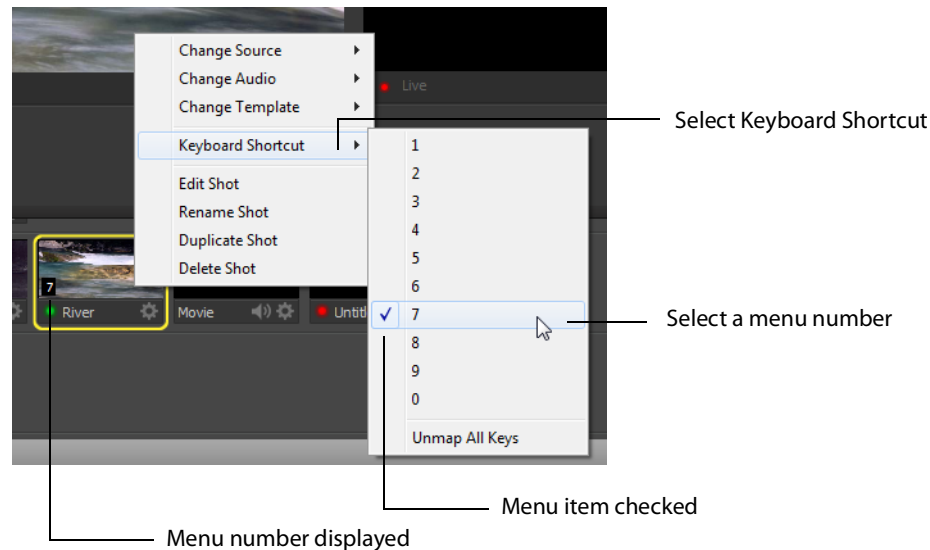 Change Source
Change Audio
Change Template
Keyboard Shortcut
Edit Shot
Rename Shot
Duplicate Shot
Delete Shot
Live
Select Keyboard Shortcut
1
2
3
4
5
6
7
8
9
0
Unmap All Keys
Select a menu number
7
River
Movie
Untitl
Menu item checked
Menu number displayed